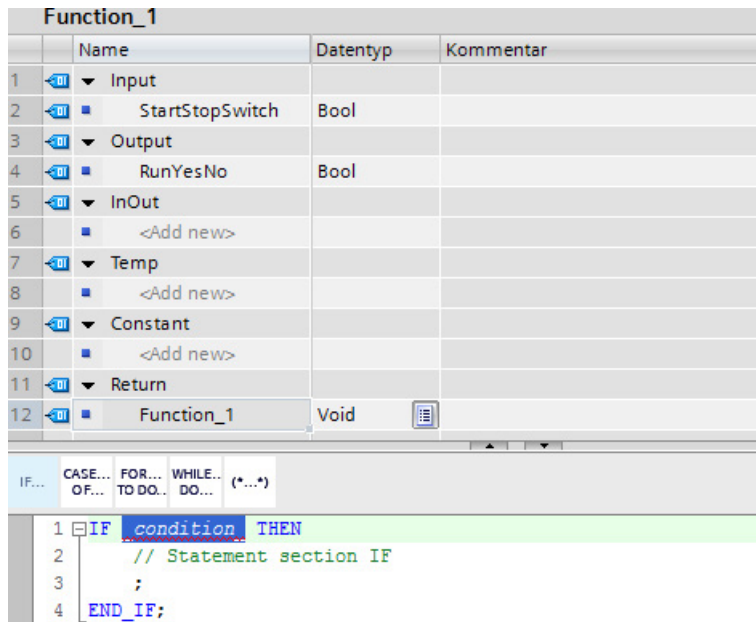 Function_1
Name Datentyp Kommentar
1 Input
2 StartStopSwitch Bool
3 Output
4 RunYesNo Bool
5 InOut
6 <Add new>
7 Temp
8 <Add new>
9 Constant
10 <Add new>
11 Return
12 Function_1 Void
IF... CASE... OF... FOR... TO DO... WHILE... DO... (*...*)
1 IF condition THEN
2 // Statement section IF
3 ;
4 END_IF;